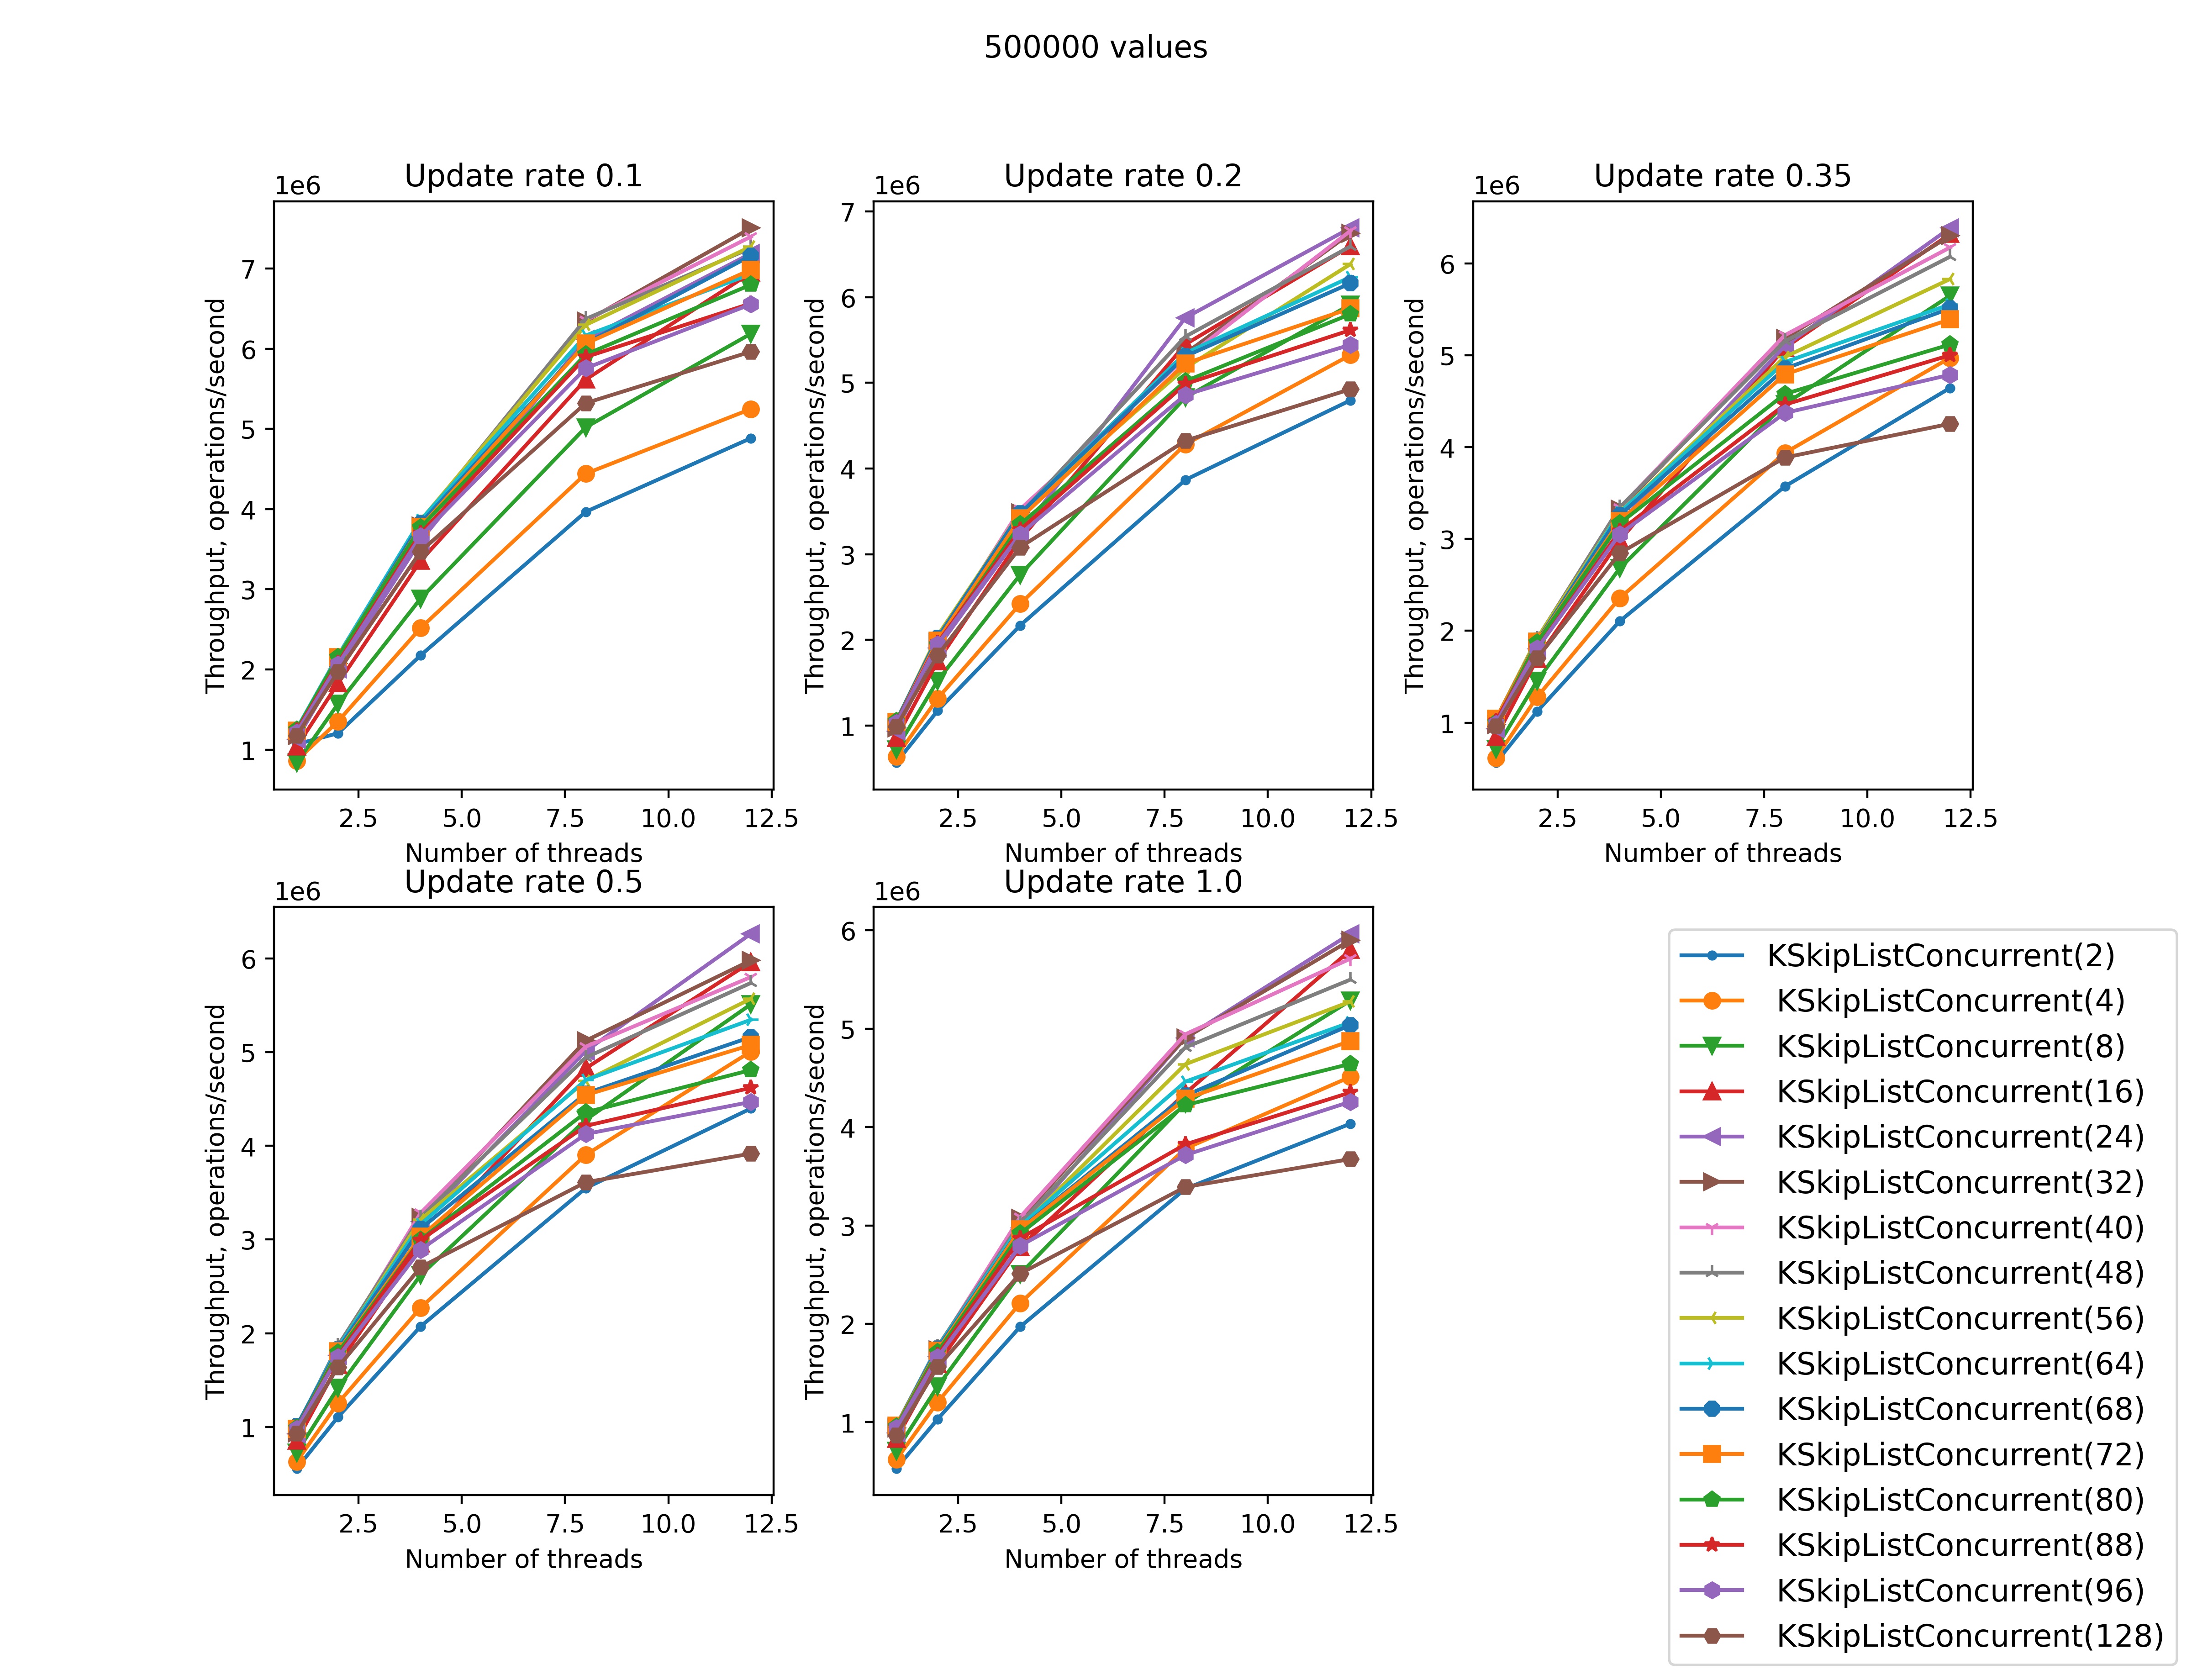 500000 values
Update rate 0.1
1e6
Throughput, operations/second
7
6
5
4
3
2
1
2.5 5.0 7.5 10.0 12.5
Number of threads
Update rate 0.2
1e6
Throughput, operations/second
7
6
5
4
3
2
1
2.5 5.0 7.5 10.0 12.5
Number of threads
Update rate 0.35
1e6
Throughput, operations/second
6
5
4
3
2
1
2.5 5.0 7.5 10.0 12.5
Number of threads
Update rate 0.5
1e6
Throughput, operations/second
6
5
4
3
2
1
2.5 5.0 7.5 10.0 12.5
Number of threads
Update rate 1.0
1e6
Throughput, operations/second
6
5
4
3
2
1
2.5 5.0 7.5 10.0 12.5
Number of threads
KSkipListConcurrent(2)
KSkipListConcurrent(4)
KSkipListConcurrent(8)
KSkipListConcurrent(16)
KSkipListConcurrent(24)
KSkipListConcurrent(32)
KSkipListConcurrent(40)
KSkipListConcurrent(48)
KSkipListConcurrent(56)
KSkipListConcurrent(64)
KSkipListConcurrent(68)
KSkipListConcurrent(72)
KSkipListConcurrent(80)
KSkipListConcurrent(88)
KSkipListConcurrent(96)
KSkipListConcurrent(128)